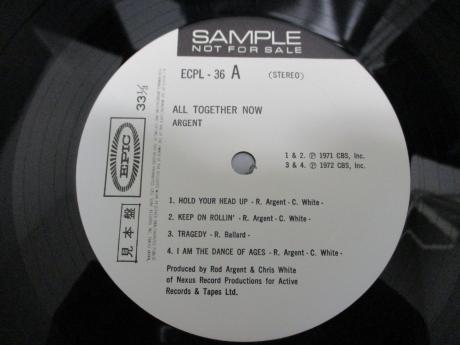 SAMPLE
NOT FOR SALE
ECPL - 36 A (STEREO)
33⅓
ALL TOGETHER NOW
ARGENT
EPIC
見本盤
1 & 2. Ⓟ 1971 CBS, Inc.
3 & 4. Ⓟ 1972 CBS, Inc.
1. HOLD YOUR HEAD UP - R. Argent - C. White -
2. KEEP ON ROLLIN' - R. Argent - C. White -
3. TRAGEDY - R. Ballard -
4. I AM THE DANCE OF AGES - R. Argent - C. White -
Produced by Rod Argent & Chris White
of Nexus Record Productions for Active
Records & Tapes Ltd.